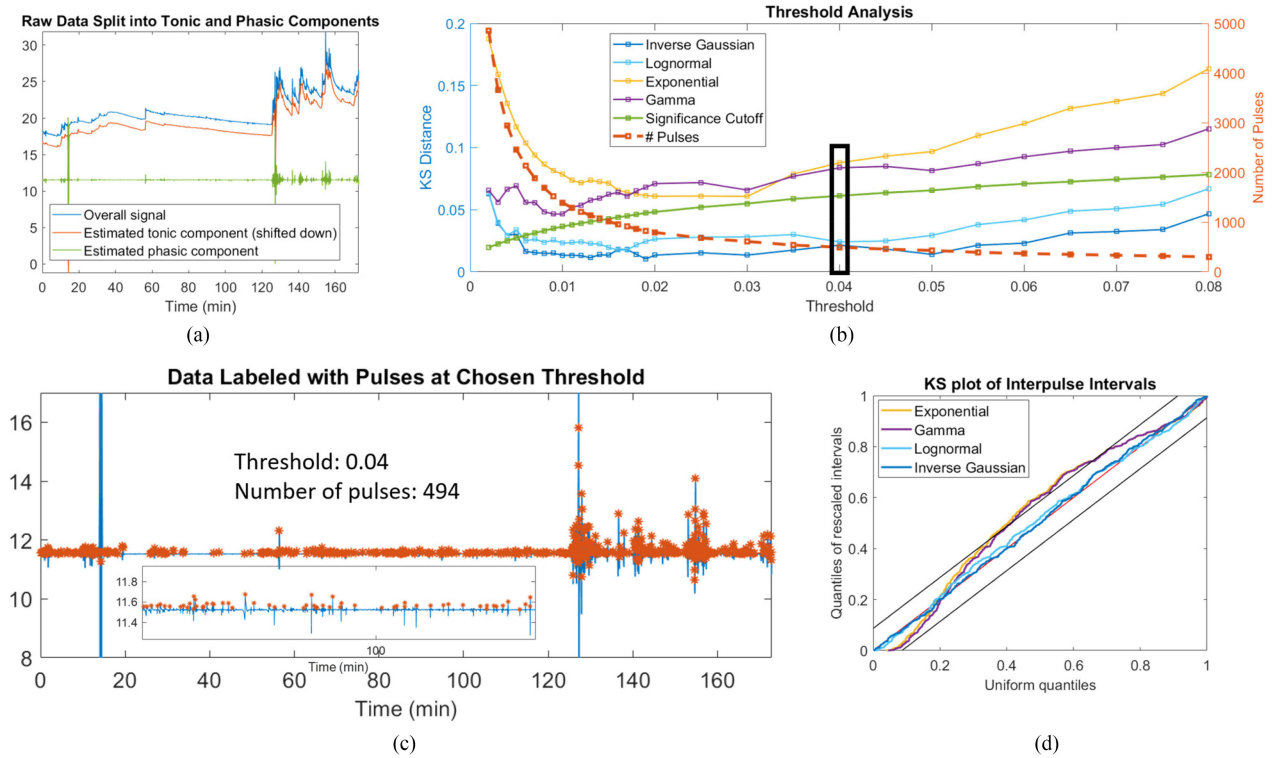 Raw Data Split into Tonic and Phasic Components
30
25
20
15
10
5
0
Overall signal
Estimated tonic component (shifted down)
Estimated phasic component
0 20 40 60 80 100 120 140 160
Time (min)
(a)
Threshold Analysis
KS Distance
0.2
0.15
0.1
0.05
0
Inverse Gaussian
Lognormal
Exponential
Gamma
Significance Cutoff
# Pulses
5000
4000
3000
2000
1000
0
Number of Pulses
0 0.01 0.02 0.03 0.04 0.05 0.06 0.07 0.08
Threshold
(b)
Data Labeled with Pulses at Chosen Threshold
16
14
12
10
8
Threshold: 0.04
Number of pulses: 494
11.8
11.6
11.4
100
Time (min)
0 20 40 60 80 100 120 140 160
Time (min)
(c)
KS plot of Interpulse Intervals
Quantiles of rescaled intervals
1
0.8
0.6
0.4
0.2
0
Exponential
Gamma
Lognormal
Inverse Gaussian
0 0.2 0.4 0.6 0.8 1
Uniform quantiles
(d)